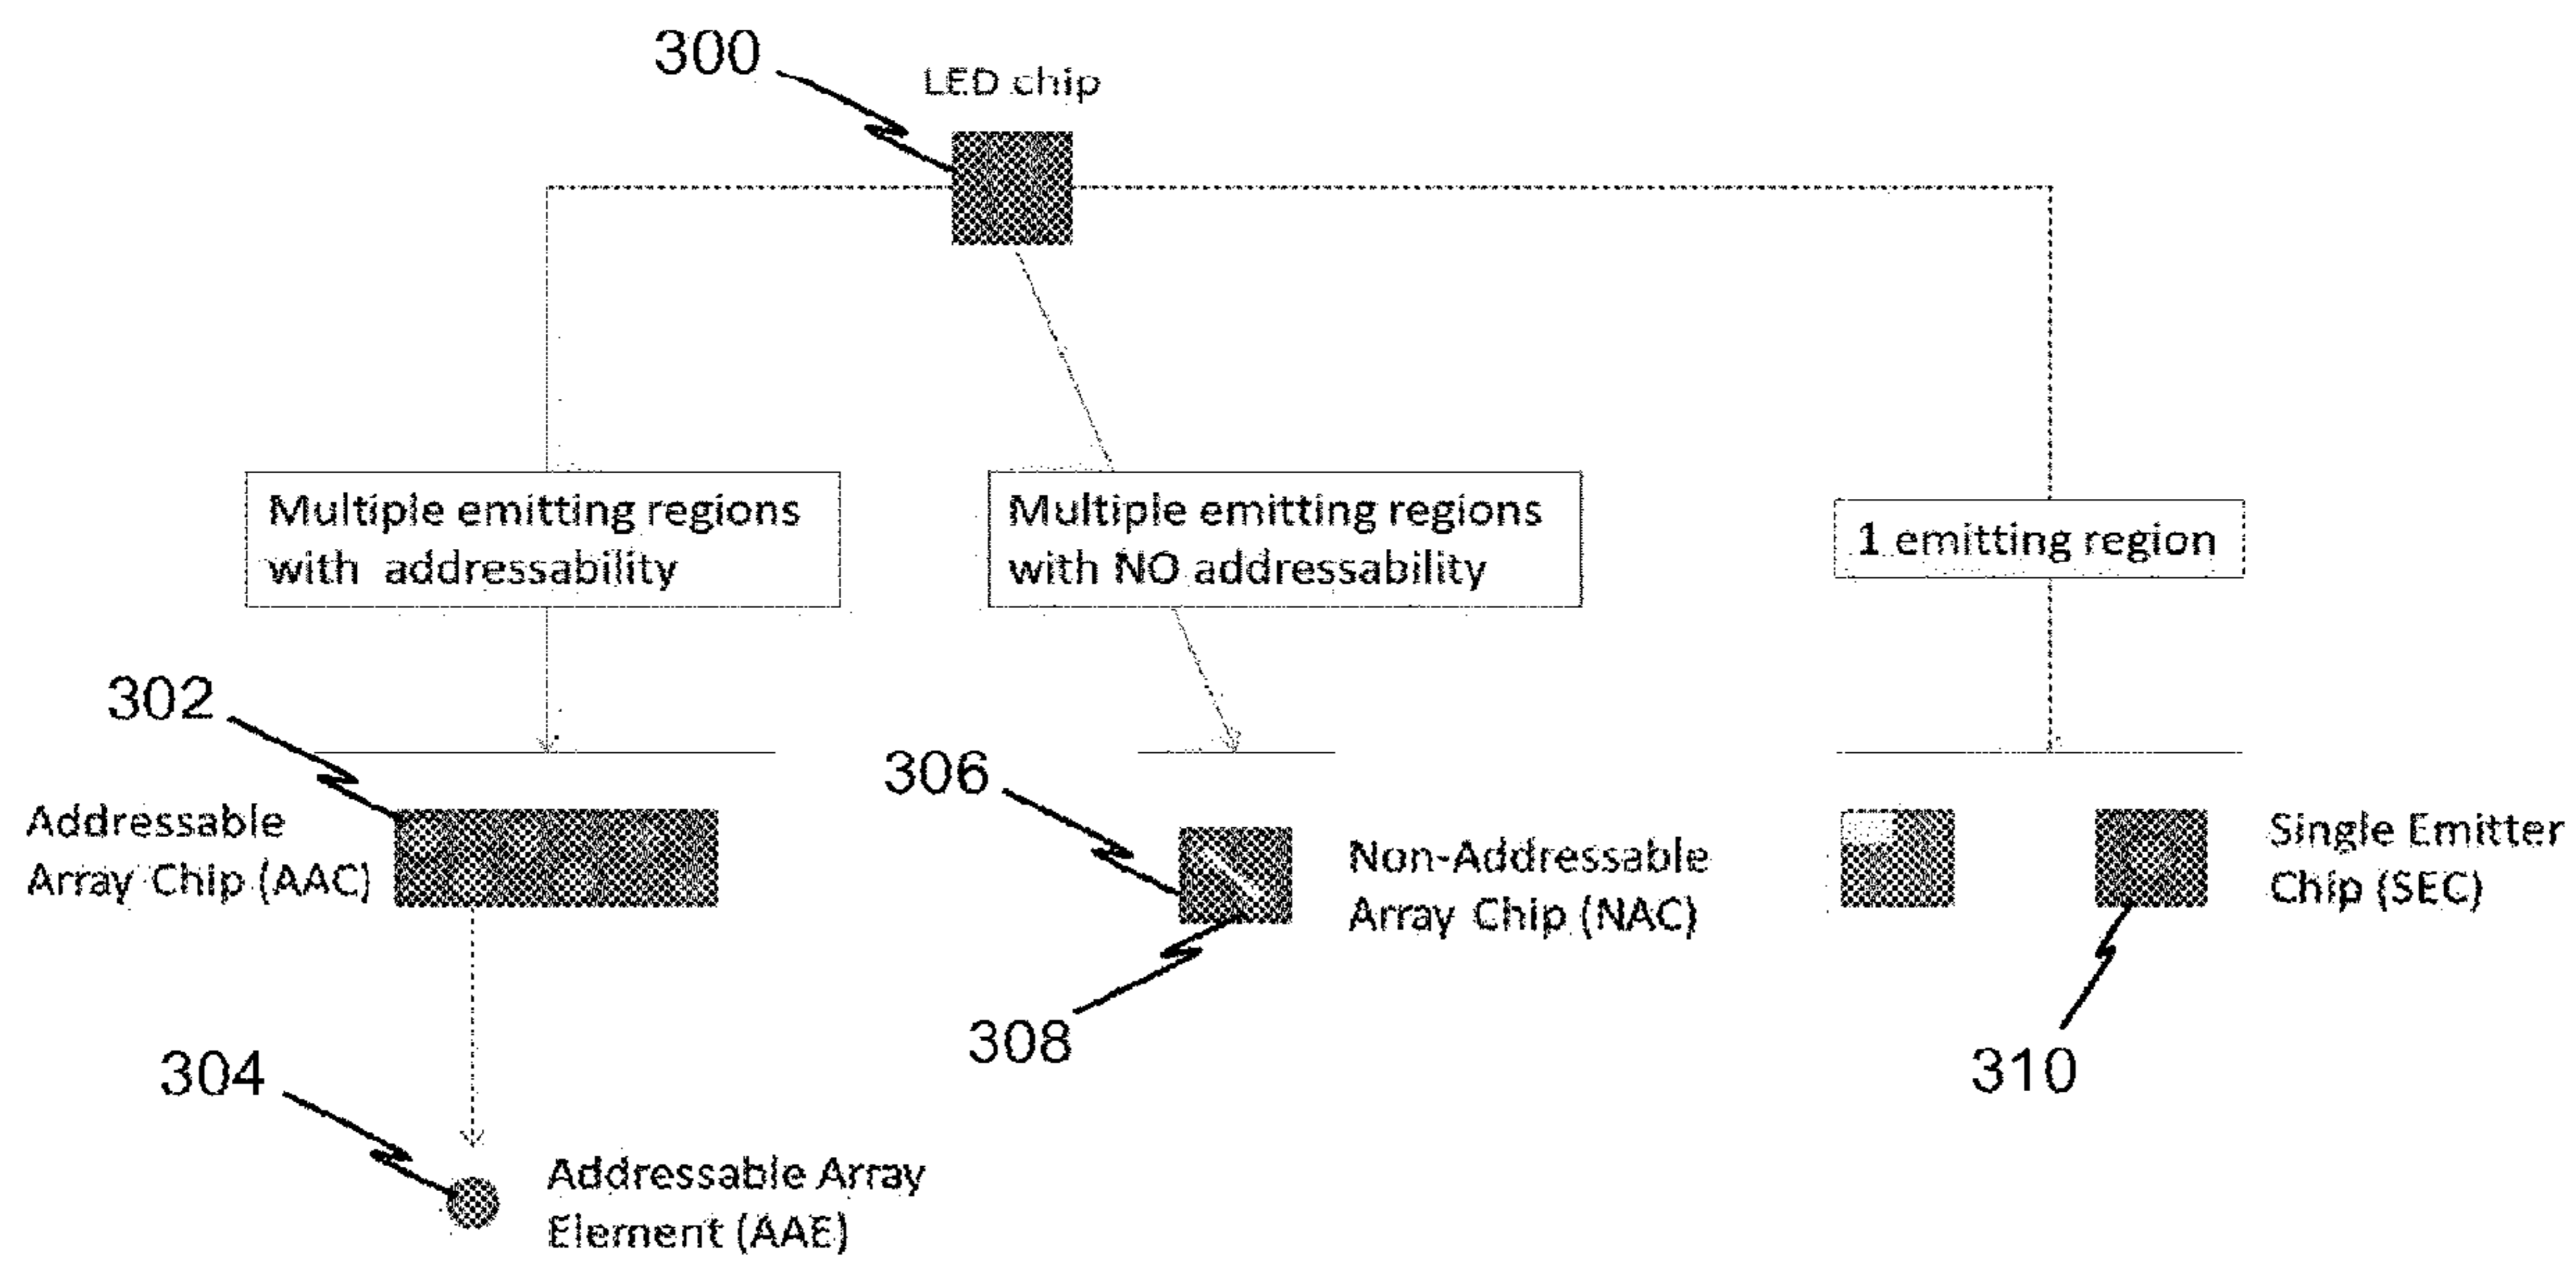 300
LED chip
Multiple emitting regions
with addressability
Multiple emitting regions
with NO addressability
1 emitting region
302
Addressable
Array Chip (AAC)
306
Non-Addressable
Array Chip (NAC)
308
Single Emitter
Chip (SEC)
310
304
Addressable Array
Element (AAE)